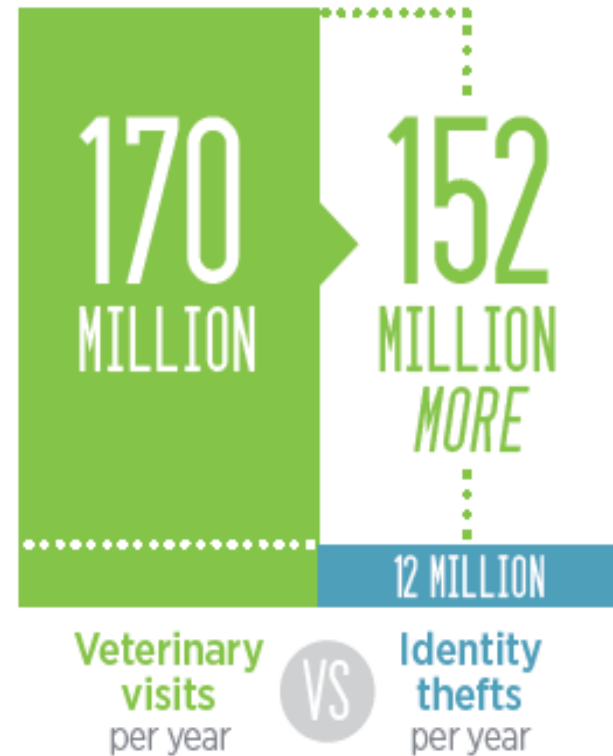 170
MILLION
152
MILLION
MORE
12 MILLION
Veterinary
visits
per year
VS
Identity
thefts
per year